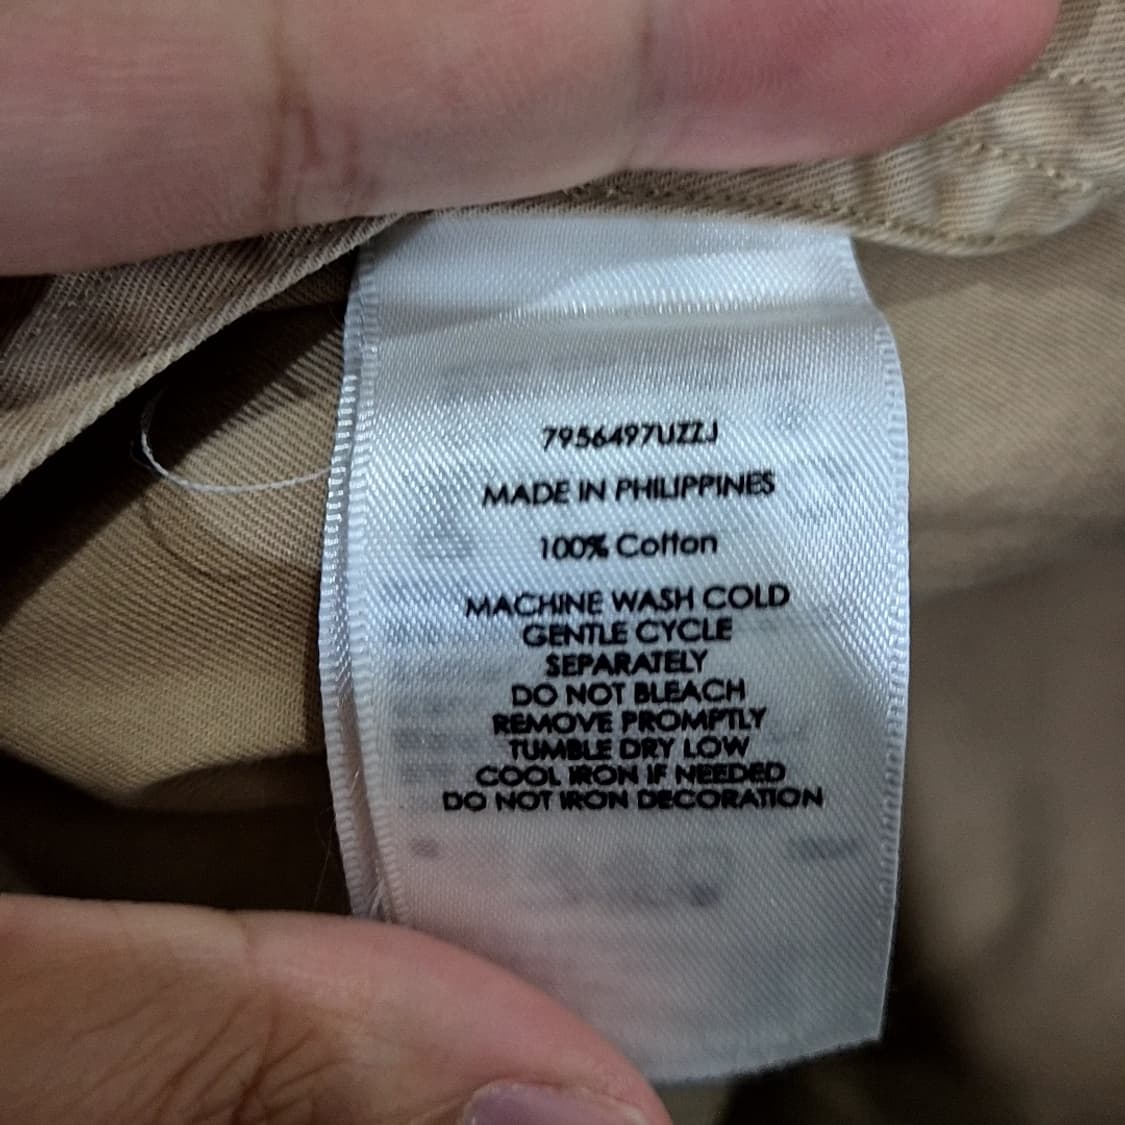 7956497UZZJ
MADE IN PHILIPPINES
100% Cotton
MACHINE WASH COLD
GENTLE CYCLE
SEPARATELY
DO NOT BLEACH
REMOVE PROMPTLY
TUMBLE DRY LOW
COOL IRON IF NEEDED
DO NOT IRON DECORATION